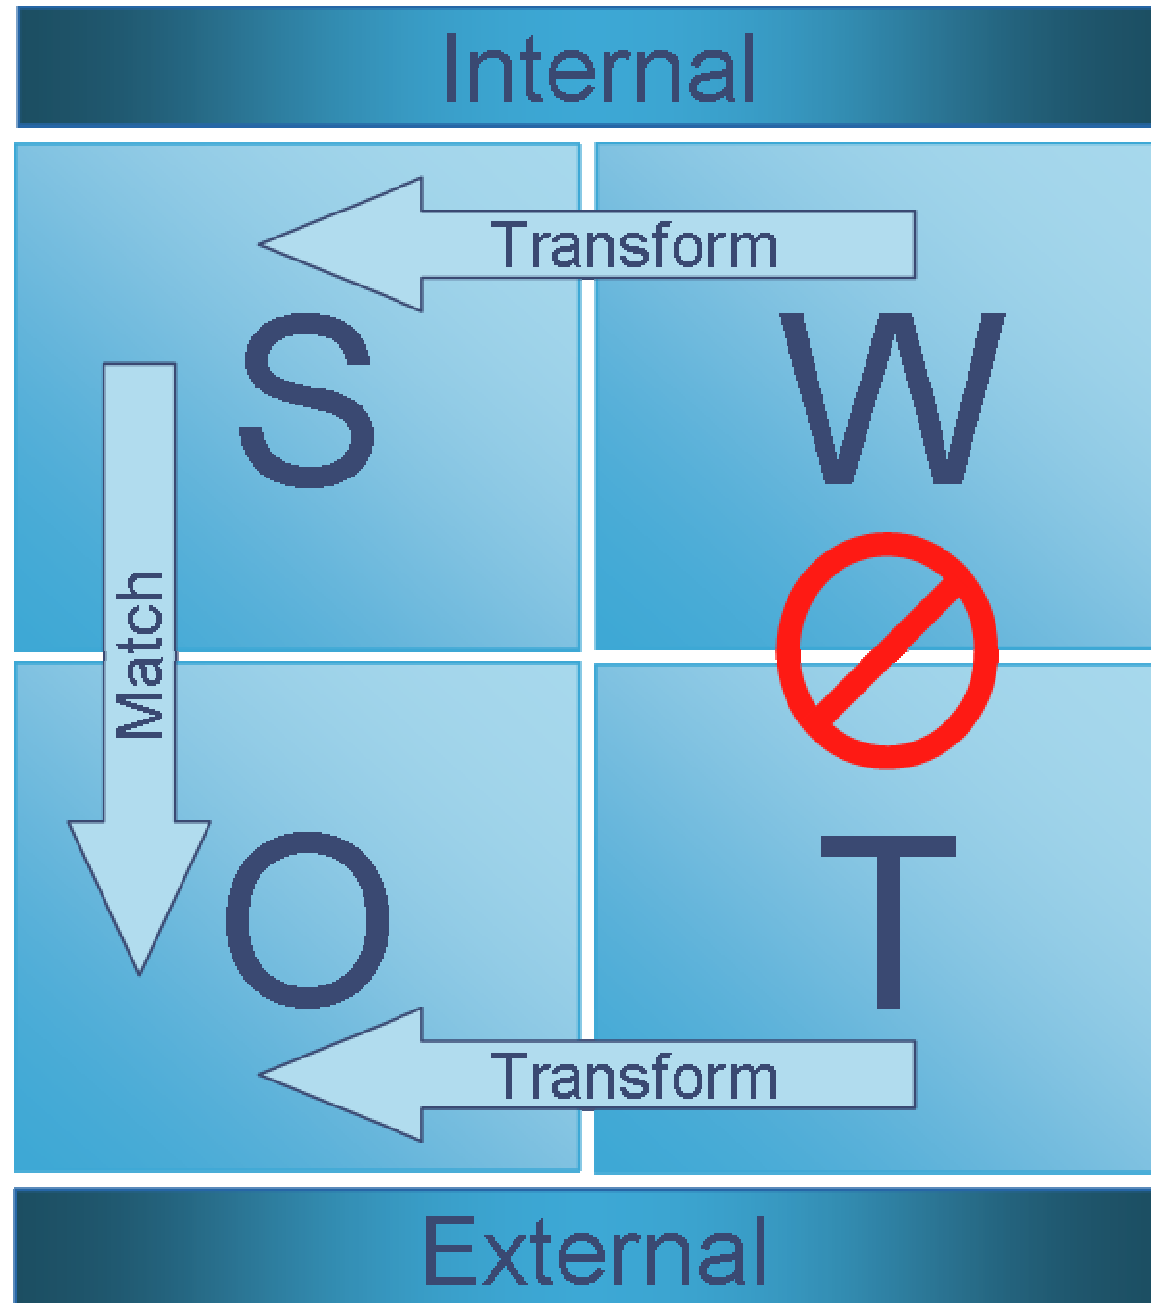 Internal
Transform
S
W
Match
O
T
Transform
External